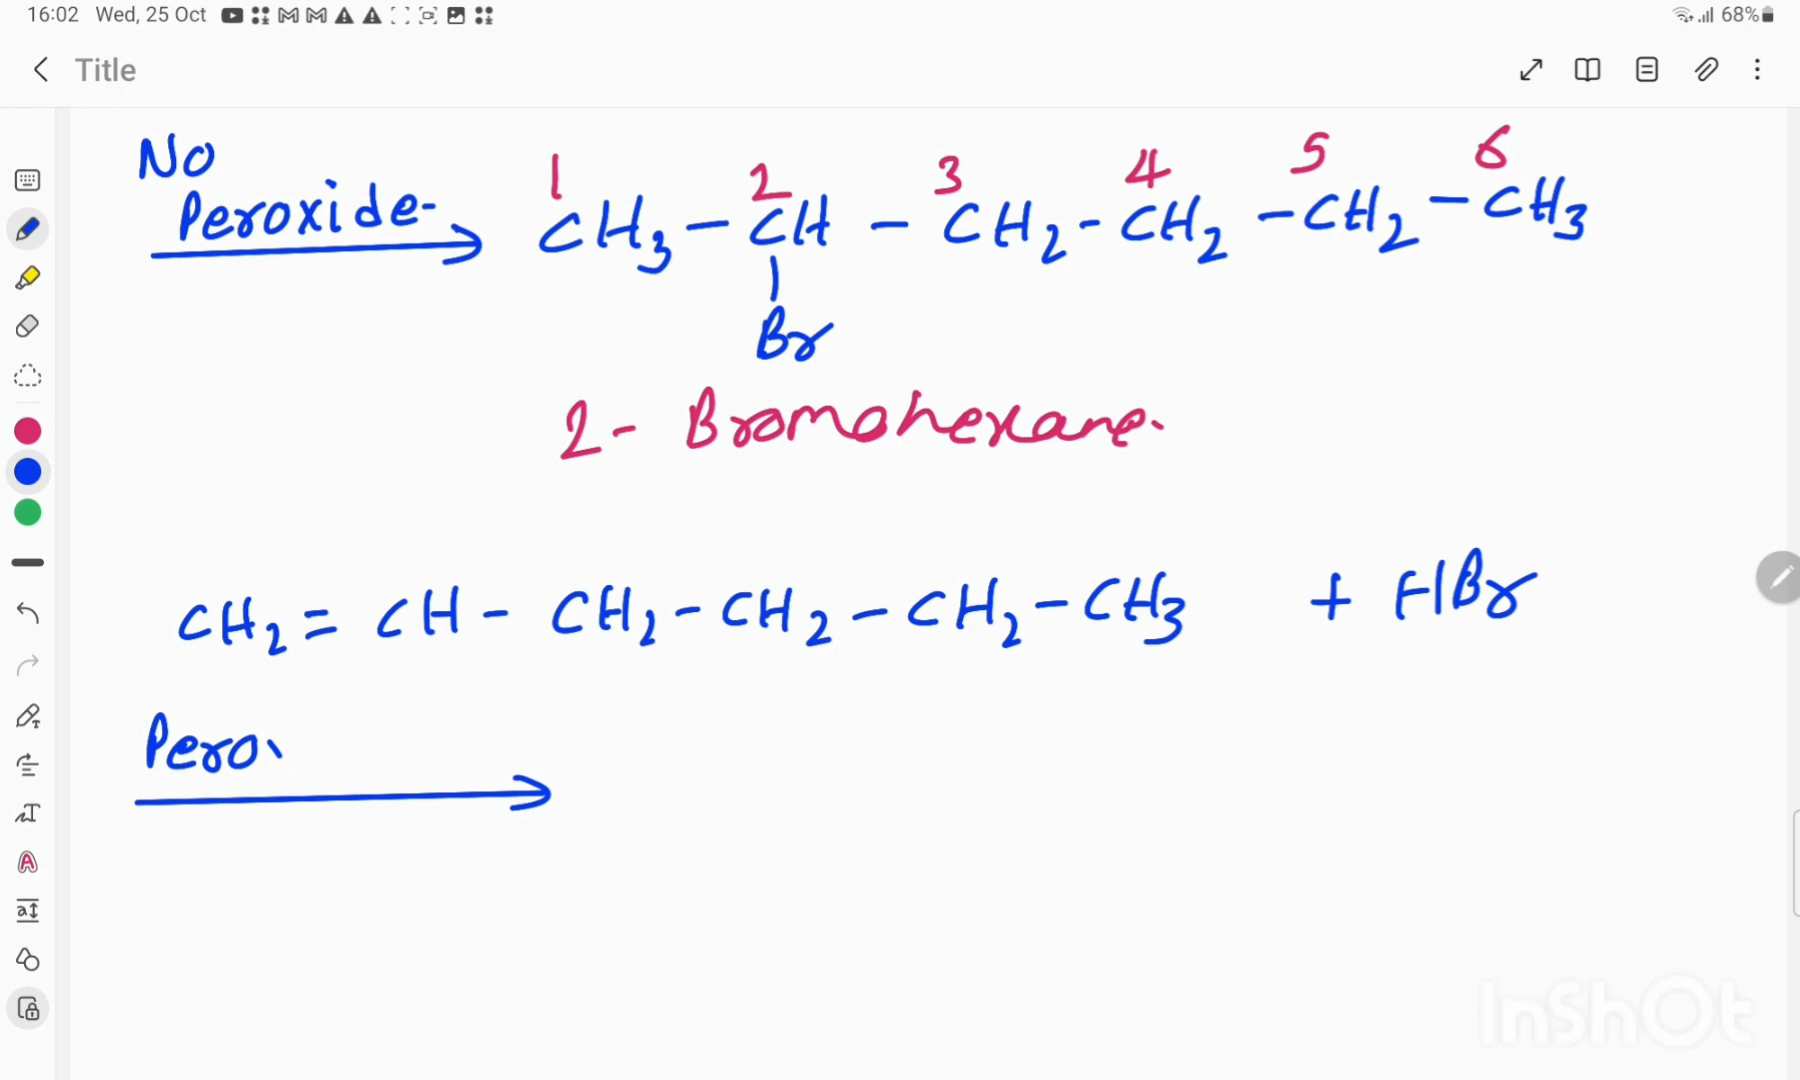 16:02 Wed, 25 Oct 68%
Title
No
Peroxide-
1 2 3 4 5 6
CH3 - CH - CH2 - CH2 - CH2 - CH3
Br
2- Bromohexane.
CH2 = CH - CH2 - CH2 - CH2 - CH3 + HBr
Pero
InShOt